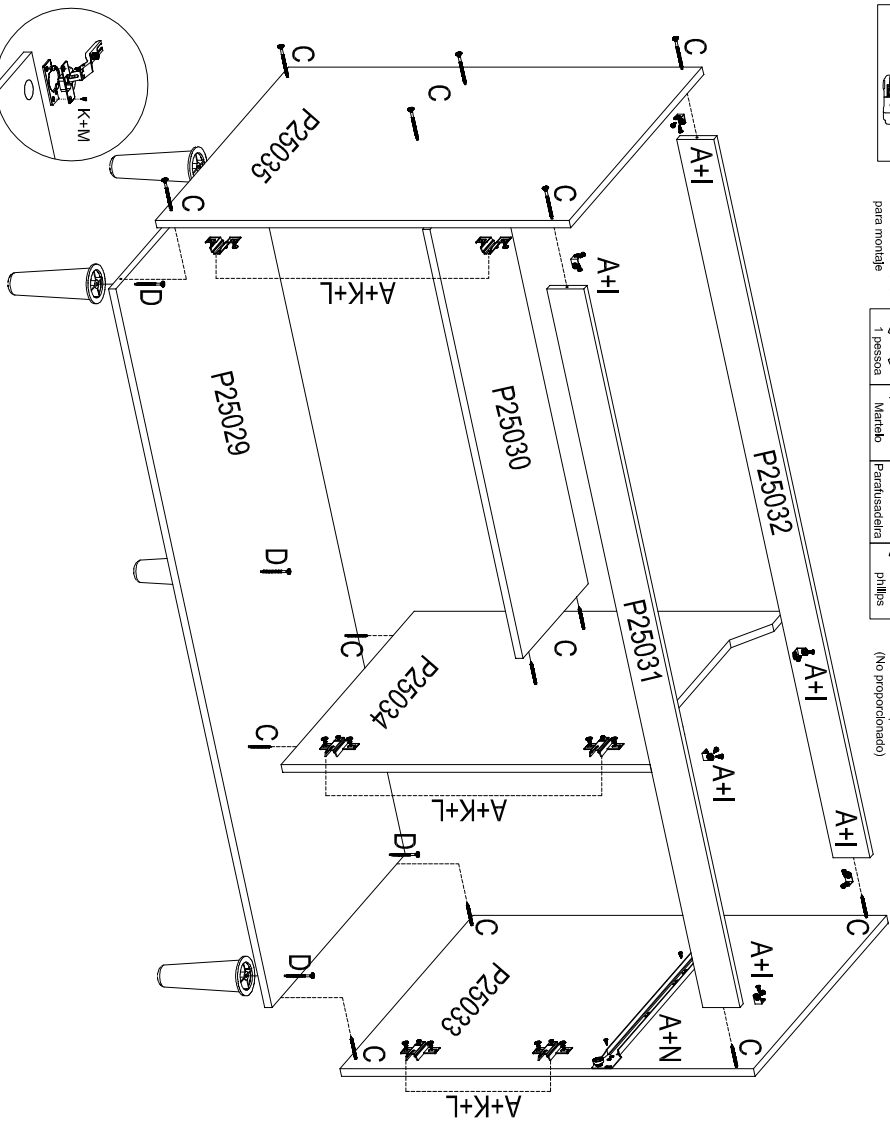 para montaje
1 pessoa
Martelo
Parafusadeira
phillips
(No proporcionado)
C
C
C
C
C
P25035
K+M
A+I
P25032
A+I
A+I
A+I
P25031
A+I
A+I
A+K+L
P25030
D
P25029
D
C
C
C
P25034
A+K+L
D
C
D
C
C
C
P25033
A+N
A+K+L